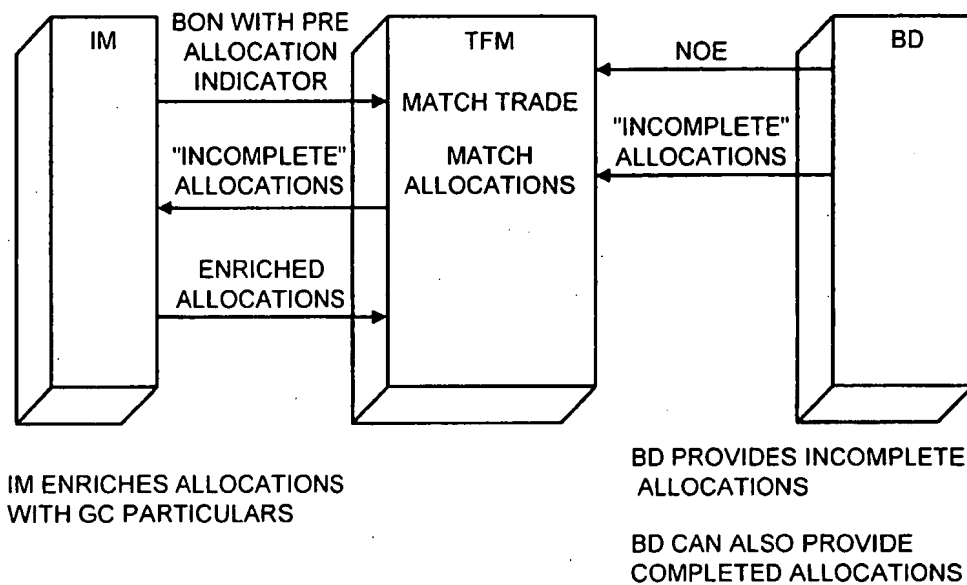 IM
BON WITH PRE
ALLOCATION
INDICATOR
TFM
BD
NOE
MATCH TRADE
"INCOMPLETE"
ALLOCATIONS
MATCH
ALLOCATIONS
"INCOMPLETE"
ALLOCATIONS
ENRICHED
ALLOCATIONS
IM ENRICHES ALLOCATIONS
WITH GC PARTICULARS
BD PROVIDES INCOMPLETE
ALLOCATIONS
BD CAN ALSO PROVIDE
COMPLETED ALLOCATIONS